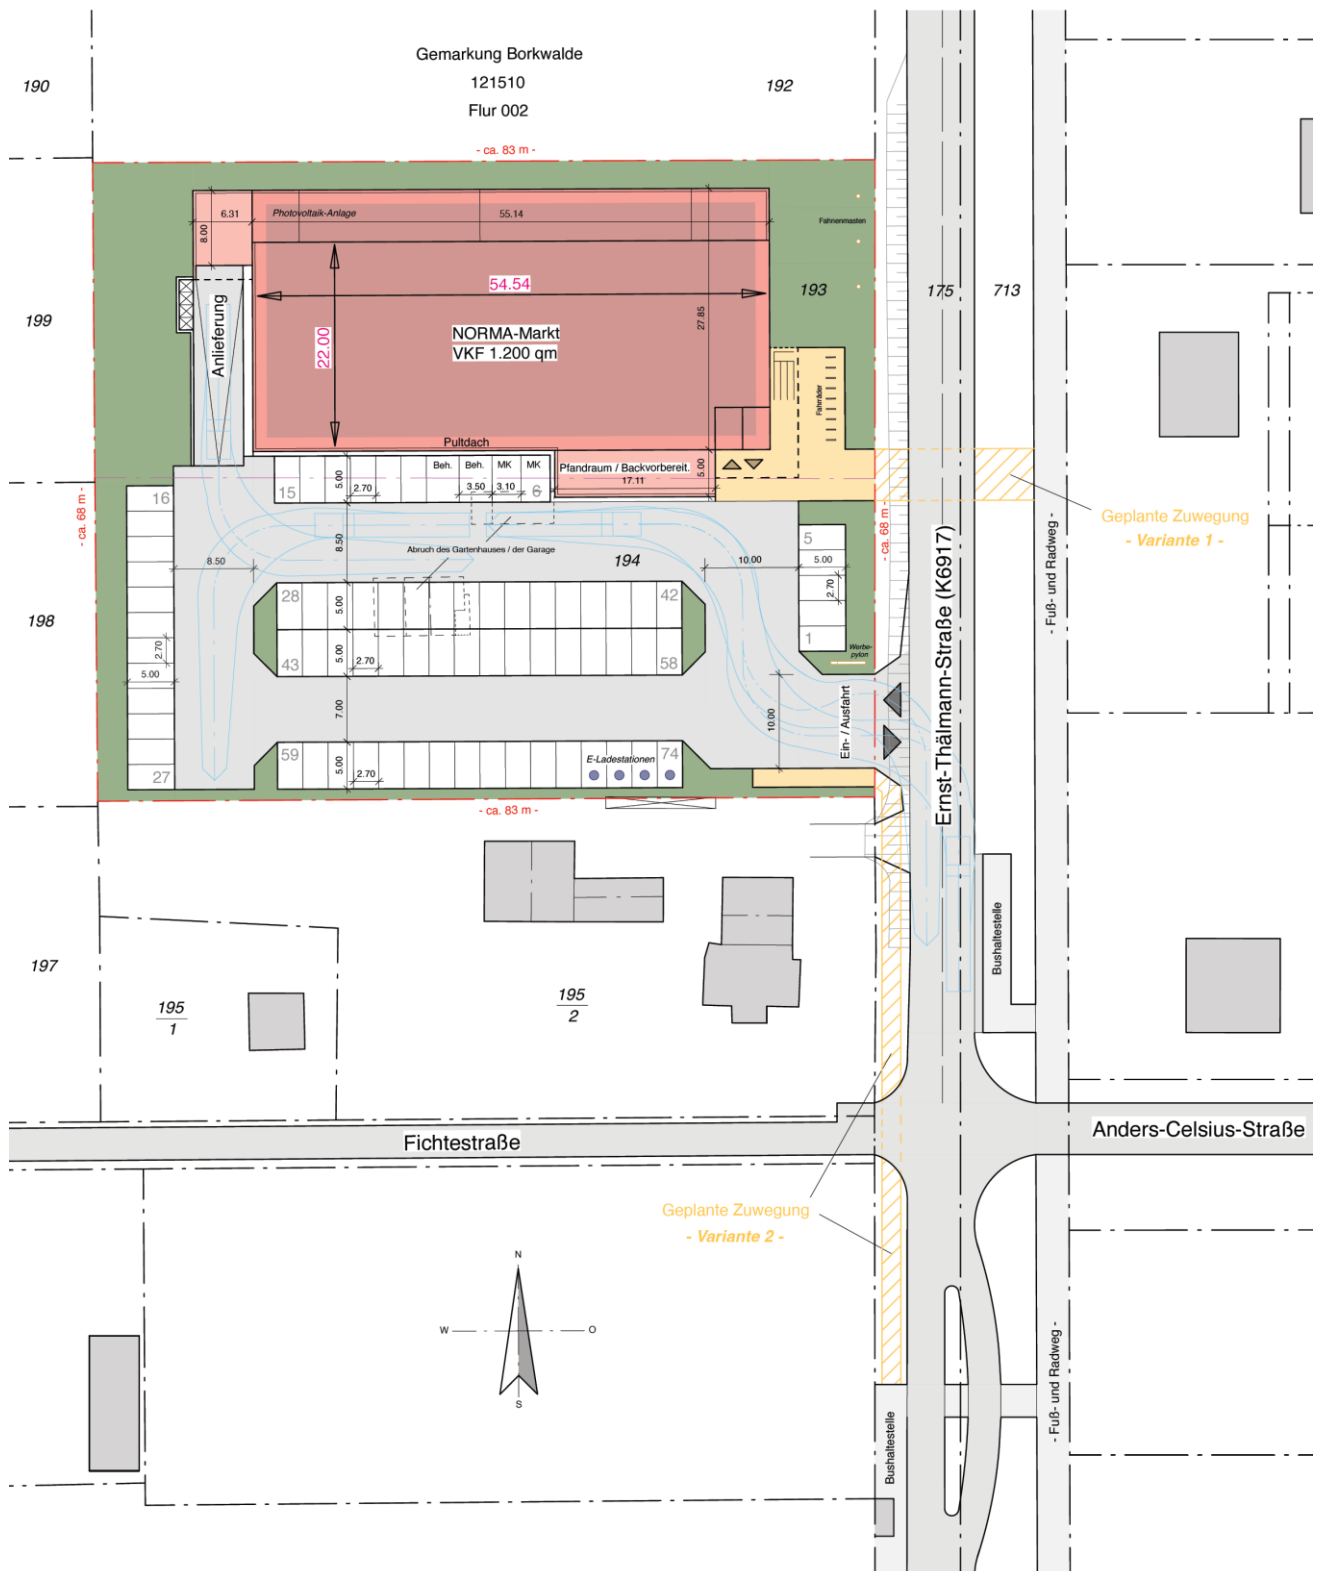 Gemarkung Borkwalde
121510
Flur 002
190
192
- ca. 83 m -
6.31
Photovoltaik-Anlage
55.14
8.00
Fahnenmasten
54.54
193
175
713
199
Anlieferung
22.00
NORMA-Markt
VKF 1.200 qm
27.85
Fahrräder
Pultdach
Beh.
Beh.
MK
MK
Pfandraum / Backvorbereit.
17.11
5.00
16
15
5.00
2.70
3.50
3.10
6
- ca. 68 m -
- ca. 68 m -
Geplante Zuwegung
- Variante 1 -
8.50
8.50
Abruch des Gartenhauses / der Garage
194
10.00
5
5.00
2.70
1
28
5.00
42
198
43
5.00
2.70
58
2.70
5.00
Werbe-
pylon
7.00
10.00
Ein- / Ausfahrt
Ernst-Thälmann-Straße (K6917)
- Fuß- und Radweg -
59
5.00
2.70
E-Ladestationen
74
27
- ca. 83 m -
Bushaltestelle
197
195
1
195
2
Fichtestraße
Anders-Celsius-Straße
Geplante Zuwegung
- Variante 2 -
N
W
O
S
- Fuß- und Radweg -
Bushaltestelle